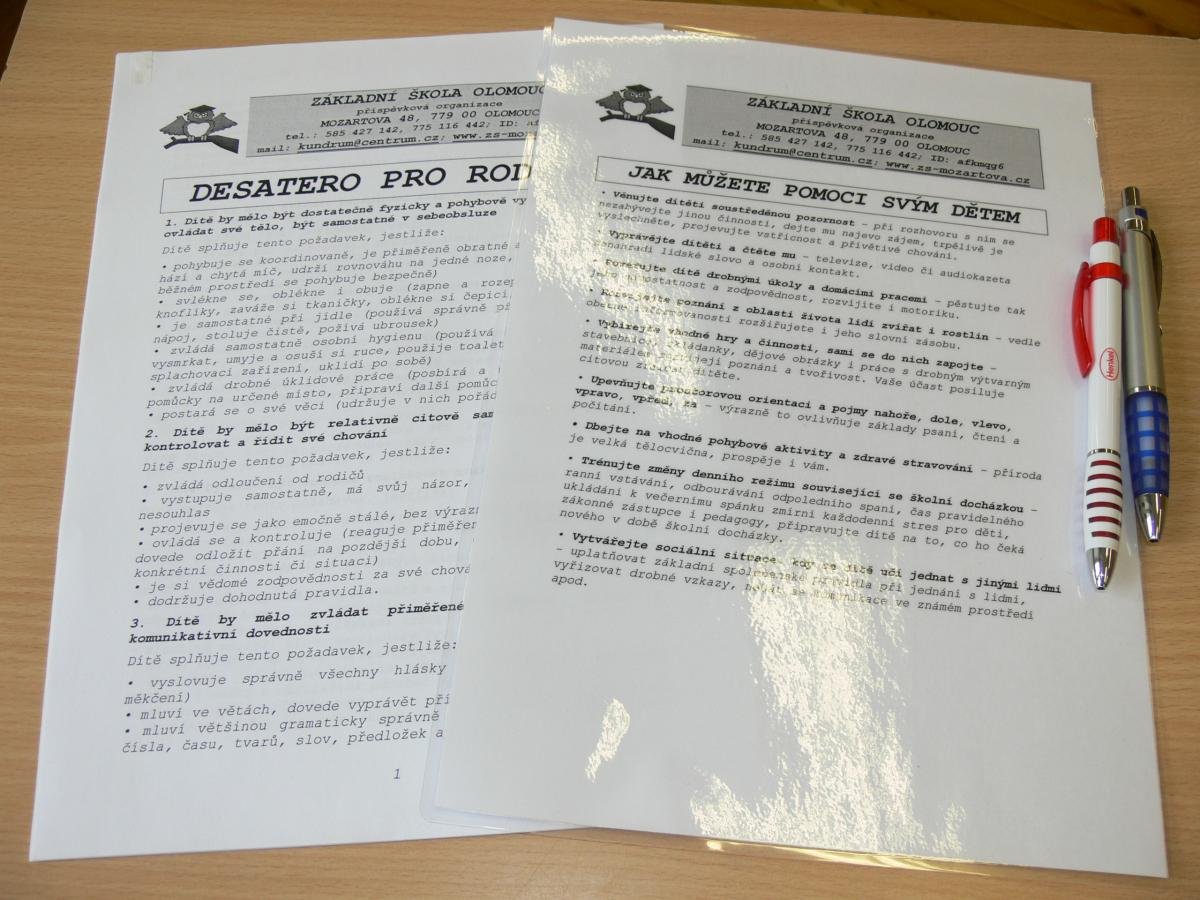 ZÁKLADNÍ ŠKOLA OLOMOUC
příspěvková organizace
MOZARTOVA 48, 779 00 OLOMOUC
tel.: 585 427 142, 775 116 442; ID:
mail: kundrum@centrum.cz;
DESATERO PRO
1. Dítě by mělo být dostatečně fyzicky a pohybově
ovládat své tělo, být samostatné v sebeobsluze
Dítě splňuje tento požadavek, jestliže:
• pohybuje se koordinovaně, je přiměřeně obratné
hází a chytá míč, udrží rovnováhu na jedné noze,
běžném prostředí se pohybuje bezpečně)
• svlékne se, oblékne i obuje (zapne a
knoflíky, zaváže si tkaničky, oblékne si čepici,
• je samostatné při jídle (používá správně
nápoj, stoluje čistě, požívá ubrousek)
• zvládá samostatně osobní hygienu (používá
vysmrkat, umyje a osuší si ruce, použije
splachovací zařízení, uklidí po sobě)
• zvládá drobné úklidové práce (posbírá a
pomůcky na určené místo, připraví další
• postará se o své věci (udržuje v nich
2. Dítě by mělo být relativně citově
kontrolovat a řídit své chování
Dítě splňuje tento požadavek, jestliže:
• zvládá odloučení od rodičů
• vystupuje samostatně, má svůj názor,
nesouhlas
• projevuje se jako emočně stálé, bez
• ovládá se a kontroluje (reaguje
dovede odložit přání na pozdější dobu,
konkrétní činnosti či situaci)
• je si vědomé zodpovědnosti za své
• dodržuje dohodnutá pravidla.
3. Dítě by mělo zvládat přiměřené
komunikativní dovednosti
Dítě splňuje tento požadavek, jestliže:
• vyslovuje správně všechny hlásky
měkčení)
• mluví ve větách, dovede vyprávět
• mluví většinou gramaticky správně
čísla, času, tvarů, slov, předložek a
1
ZÁKLADNÍ ŠKOLA OLOMOUC
příspěvková organizace
MOZARTOVA 48, 779 00 OLOMOUC
tel.: 585 427 142, 775 116 442; ID: afkmqg6
mail: kundrum@centrum.cz; www.zs-mozartova.cz
JAK MŮŽETE POMOCI SVÝM DĚTEM
• Věnujte dítěti soustředěnou pozornost – při rozhovoru s ním se
nezabývejte jinou činností, dejte mu najevo zájem, trpělivě je
vyslechněte, projevujte vstřícnost a přívětivé chování.
• Vyprávějte dítěti a čtěte mu – televize, video či audiokazeta
nenahradí lidské slovo a osobní kontakt.
• Pověřujte dítě drobnými úkoly a domácími pracemi – pěstujte tak
jeho samostatnost a zodpovědnost, rozvíjíte i motoriku.
• Rozvíjejte poznání z oblasti života lidí zvířat i rostlin – vedle
obecné informovanosti rozšiřujete i jeho slovní zásobu.
• Vybírejte vhodné hry a činnosti, sami se do nich zapojte –
stavebnice, skládanky, dějové obrázky i práce s drobným výtvarným
materiálem rozvíjejí poznání a tvořivost. Vaše účast posiluje
citovou dítěte.
• Upevňujte prostorovou orientaci a pojmy nahoře, dole, vlevo,
vpravo, vpřed, za – výrazně to ovlivňuje základy psaní, čtení a
počítání.
• Dbejte na vhodné pohybové aktivity a zdravé stravování – příroda
je velká tělocvična, prospěje i vám.
• Trénujte změny denního režimu související se školní docházkou –
ranní vstávání, odbourávání odpoledního spaní, čas pravidelného
ukládání k večernímu spánku zmírní každodenní stres pro děti,
zákonné zástupce i pedagogy, připravujte dítě na to, co ho čeká
nového v době školní docházky.
• Vytvářejte sociální situace, kdy se dítě učí jednat s jinými lidmi
– uplatňovat základní společenské pravidla při jednání s lidmi,
vyřizovat drobné vzkazy, komunikace ve známém prostředí
apod.
Henkel